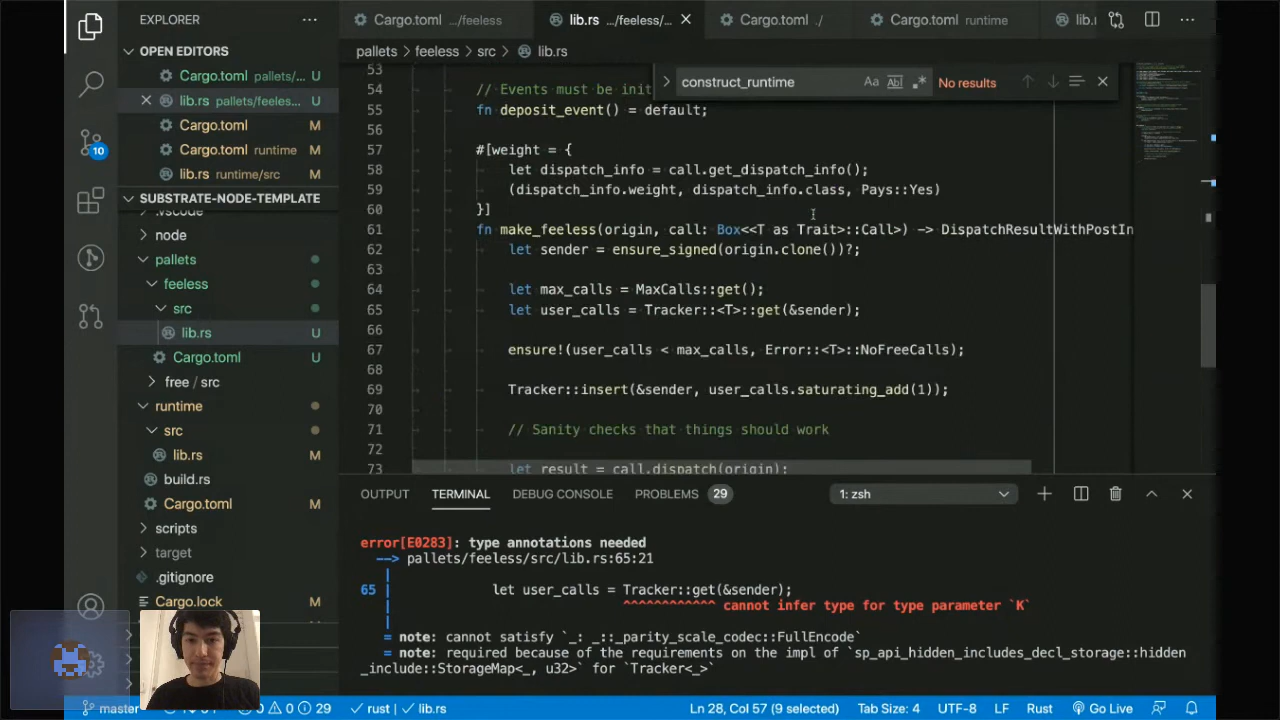 EXPLORER
Cargo.toml .../feeless
lib.rs .../feeless/...
Cargo.toml ./
Cargo.toml runtime
lib.
OPEN EDITORS
Cargo.toml pallets/... U
lib.rs pallets/feeles... U
Cargo.toml M
Cargo.toml runtime M
lib.rs runtime/src M
SUBSTRATE-NODE-TEMPLATE
.vscode
node
pallets
feeless
src
lib.rs U
Cargo.toml U
free / src
runtime
src
lib.rs M
build.rs
Cargo.toml M
scripts
target
.gitignore
Cargo.lock M
10
pallets > feeless > src > lib.rs
construct_runtime
Aa
No results
53
54 // Events must be init
55 fn deposit_event() = default;
56
57 #[weight = {
58 let dispatch_info = call.get_dispatch_info();
59 (dispatch_info.weight, dispatch_info.class, Pays::Yes)
60 }]
61 fn make_feeless(origin, call: Box<<T as Trait>::Call>) -> DispatchResultWithPostIn
62 let sender = ensure_signed(origin.clone())?;
63
64 let max_calls = MaxCalls::get();
65 let user_calls = Tracker::<T>::get(&sender);
66
67 ensure!(user_calls < max_calls, Error::<T>::NoFreeCalls);
68
69 Tracker::insert(&sender, user_calls.saturating_add(1));
70
71 // Sanity checks that things should work
72
73 let result = call.dispatch(origin);
OUTPUT TERMINAL DEBUG CONSOLE PROBLEMS 29
1: zsh
error[E0283]: type annotations needed
--> pallets/feeless/src/lib.rs:65:21
|
65 | let user_calls = Tracker::get(&sender);
| ^^^^^^^^^^^^ cannot infer type for type parameter `K`
|
= note: cannot satisfy `_: _::_parity_scale_codec::FullEncode`
= note: required because of the requirements on the impl of `sp_api_hidden_includes_decl_storage::hidden
_include::StorageMap<_, u32>` for `Tracker<_>`
master
0 0 29
rust | lib.rs
Ln 28, Col 57 (9 selected)
Tab Size: 4
UTF-8
LF
Rust
Go Live